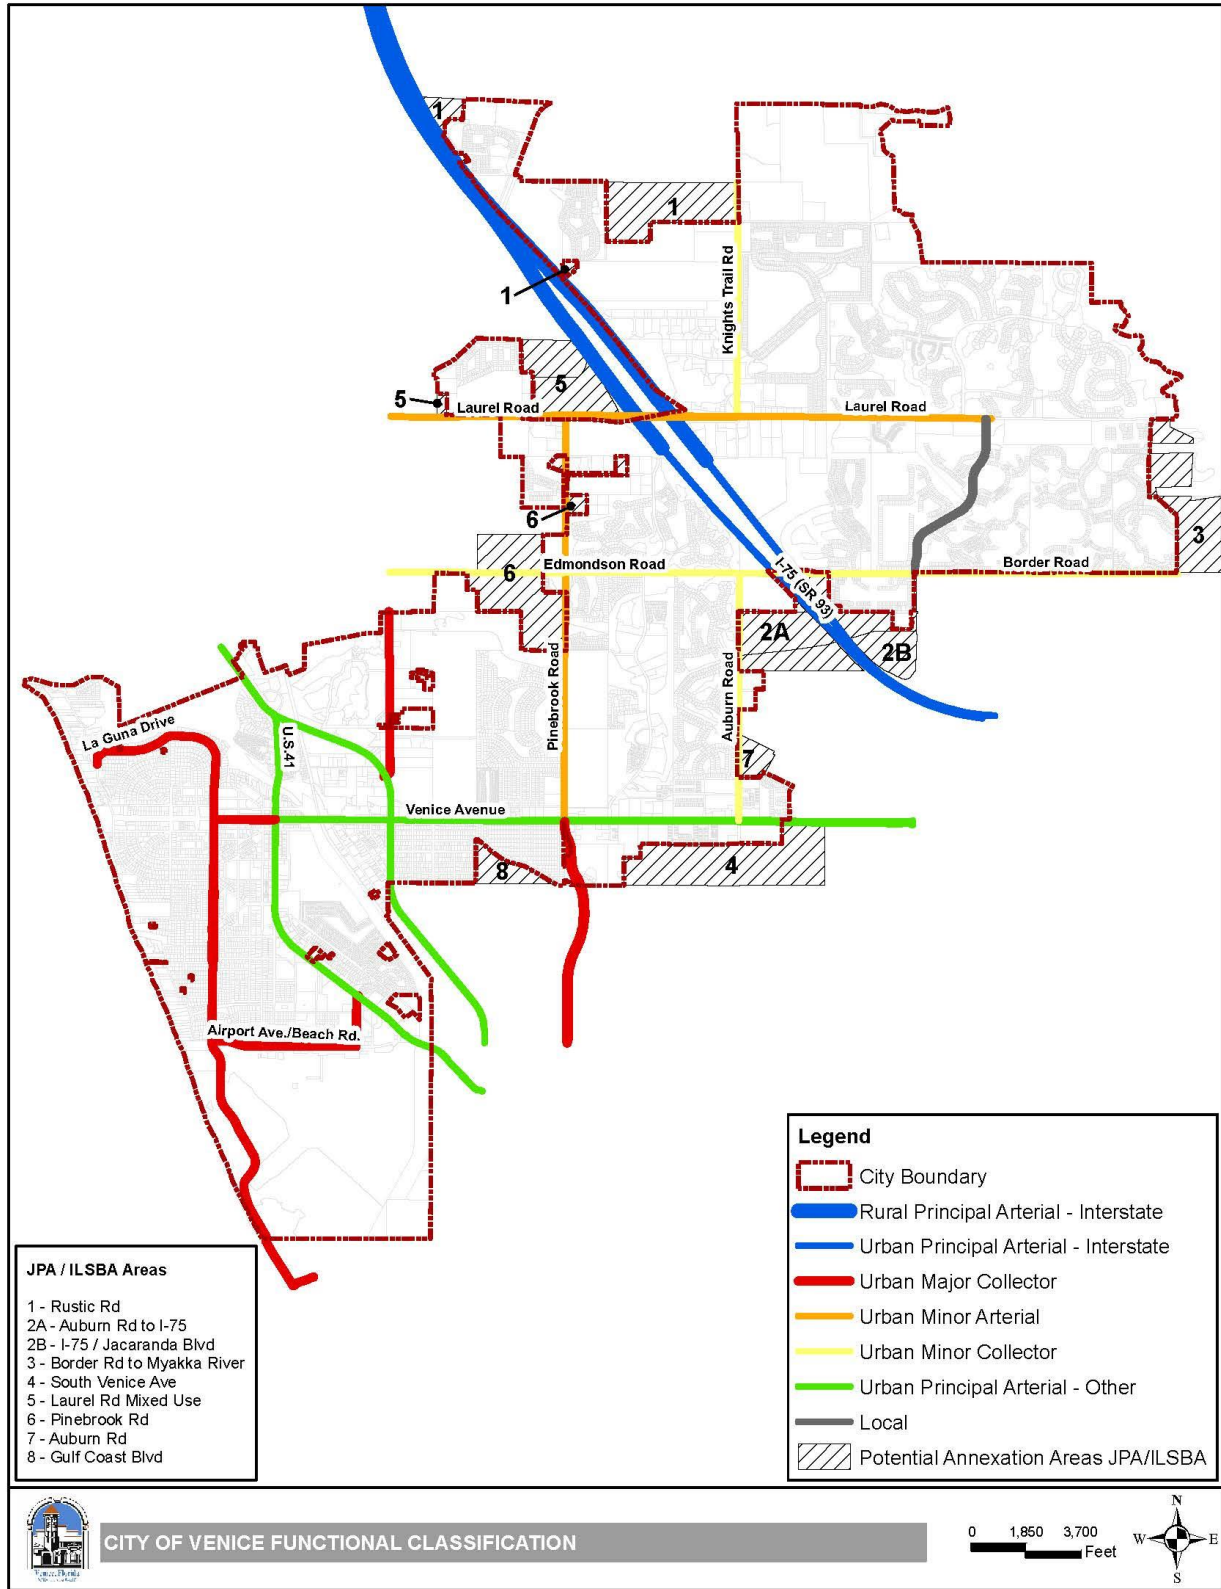 1
1
1
Knights Trail Rd
5
5
Laurel Road
Laurel Road
6
3
6
Edmondson Road
Border Road
I-75 (SR 93)
2A
2B
Pinebrook Road
Auburn Road
La Guna Drive
U.S.41
7
Venice Avenue
8
4
Airport Ave./Beach Rd.
Legend
City Boundary
Rural Principal Arterial - Interstate
Urban Principal Arterial - Interstate
Urban Major Collector
Urban Minor Arterial
Urban Minor Collector
Urban Principal Arterial - Other
Local
Potential Annexation Areas JPA/ILSBA
JPA / ILSBA Areas
1 - Rustic Rd
2A - Auburn Rd to I-75
2B - I-75 / Jacaranda Blvd
3 - Border Rd to Myakka River
4 - South Venice Ave
5 - Laurel Rd Mixed Use
6 - Pinebrook Rd
7 - Auburn Rd
8 - Gulf Coast Blvd
Venice, Florida
CITY OF VENICE FUNCTIONAL CLASSIFICATION
0 1,850 3,700
Feet
N
W E
S